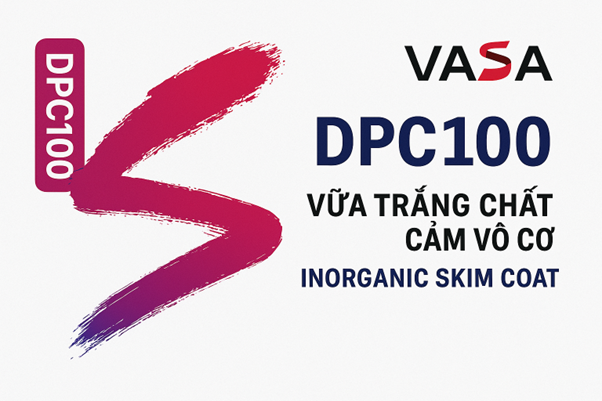 DPC100
VASA
DPC100
VỮA TRẮNG CHẤT
CẢM VÔ CƠ
INORGANIC SKIM COAT